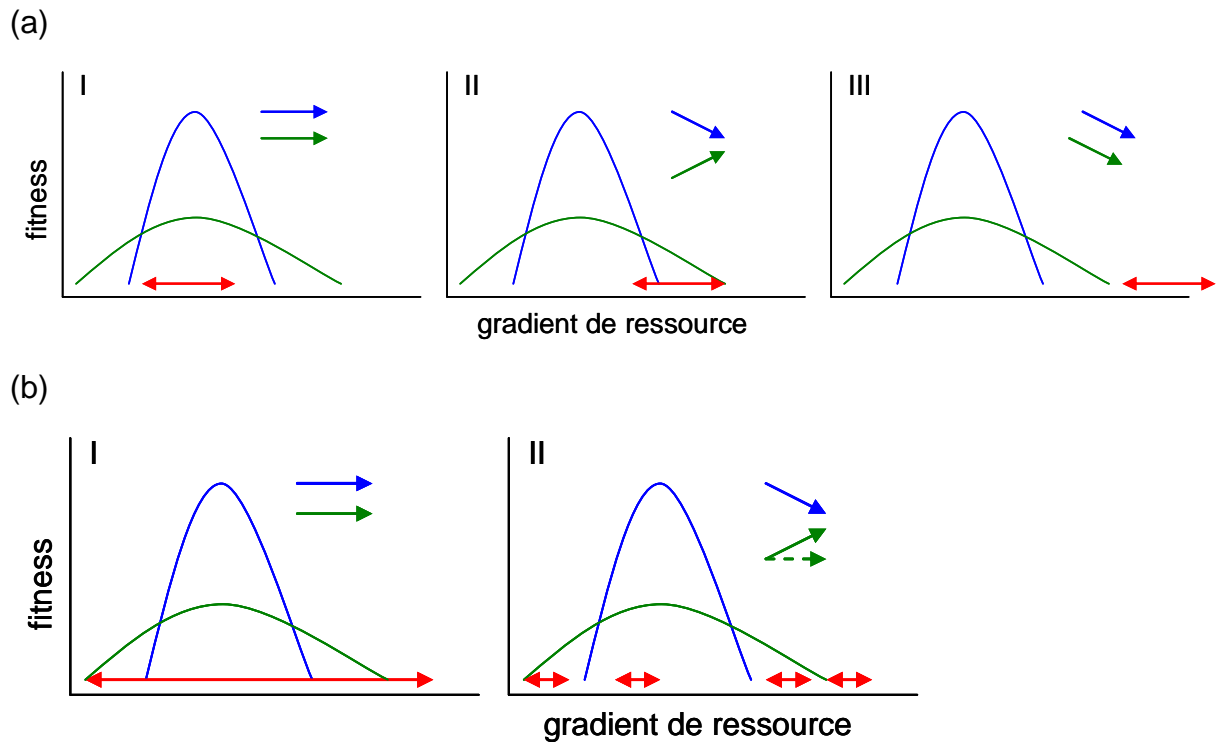 (a)
I
II
III
fitness
gradient de ressource
(b)
I
II
fitness
gradient de ressource